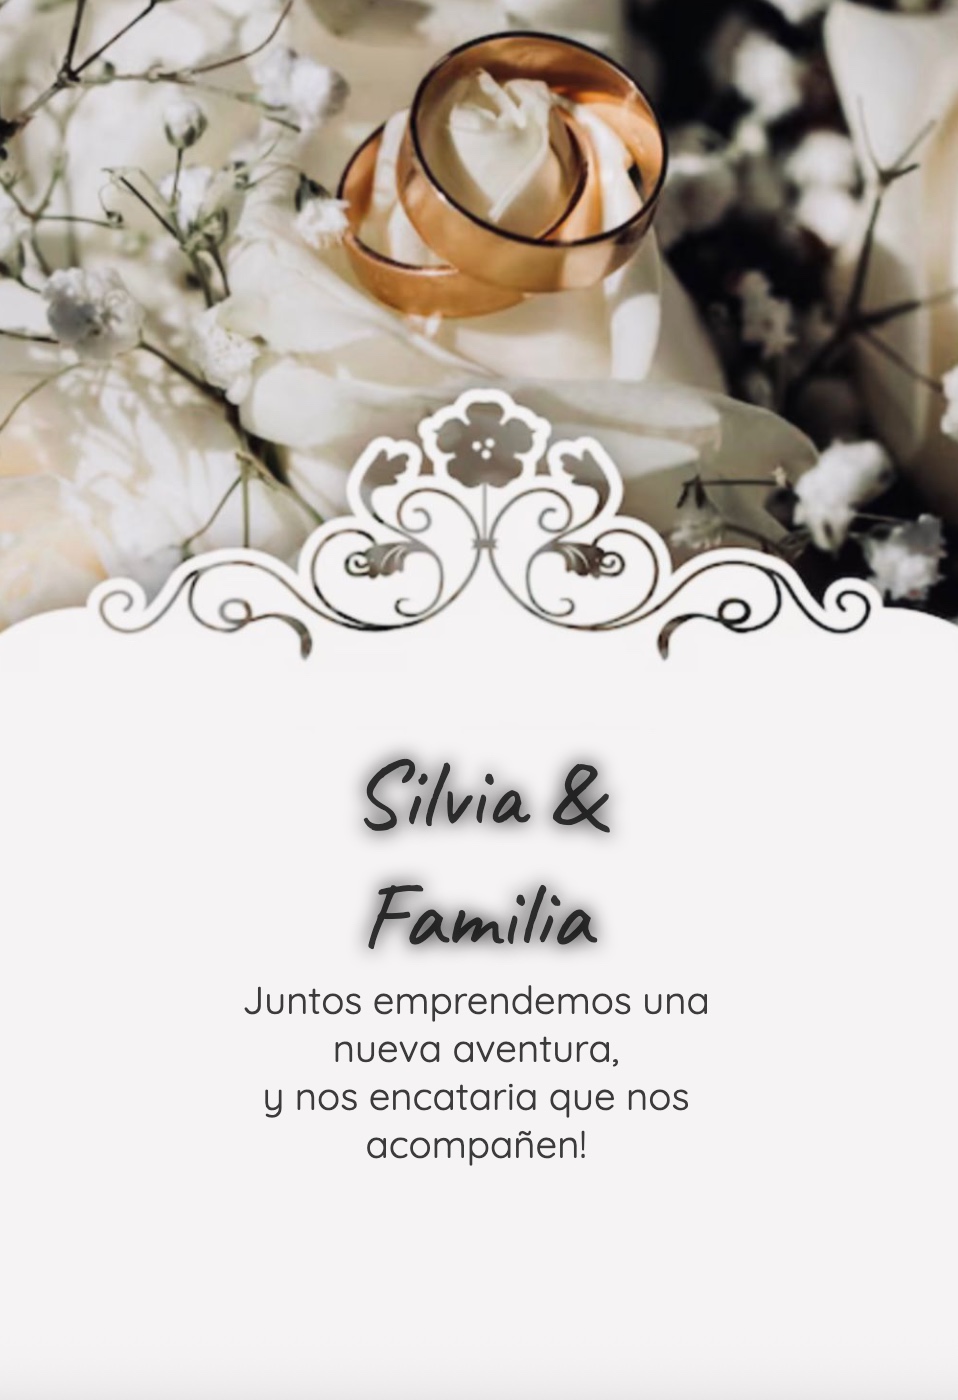 Silvia &
Familia
Juntos emprendemos una
nueva aventura,
y nos encataria que nos
acompañen!